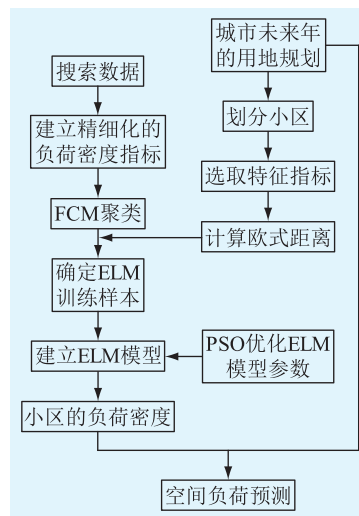 搜索数据
建立精细化的
负荷密度指标
FCM聚类
确定ELM
训练样本
建立ELM模型
小区的负荷密度
城市未来年
的用地规划
划分小区
选取特征指标
计算欧式距离
PSO优化ELM
模型参数
空间负荷预测